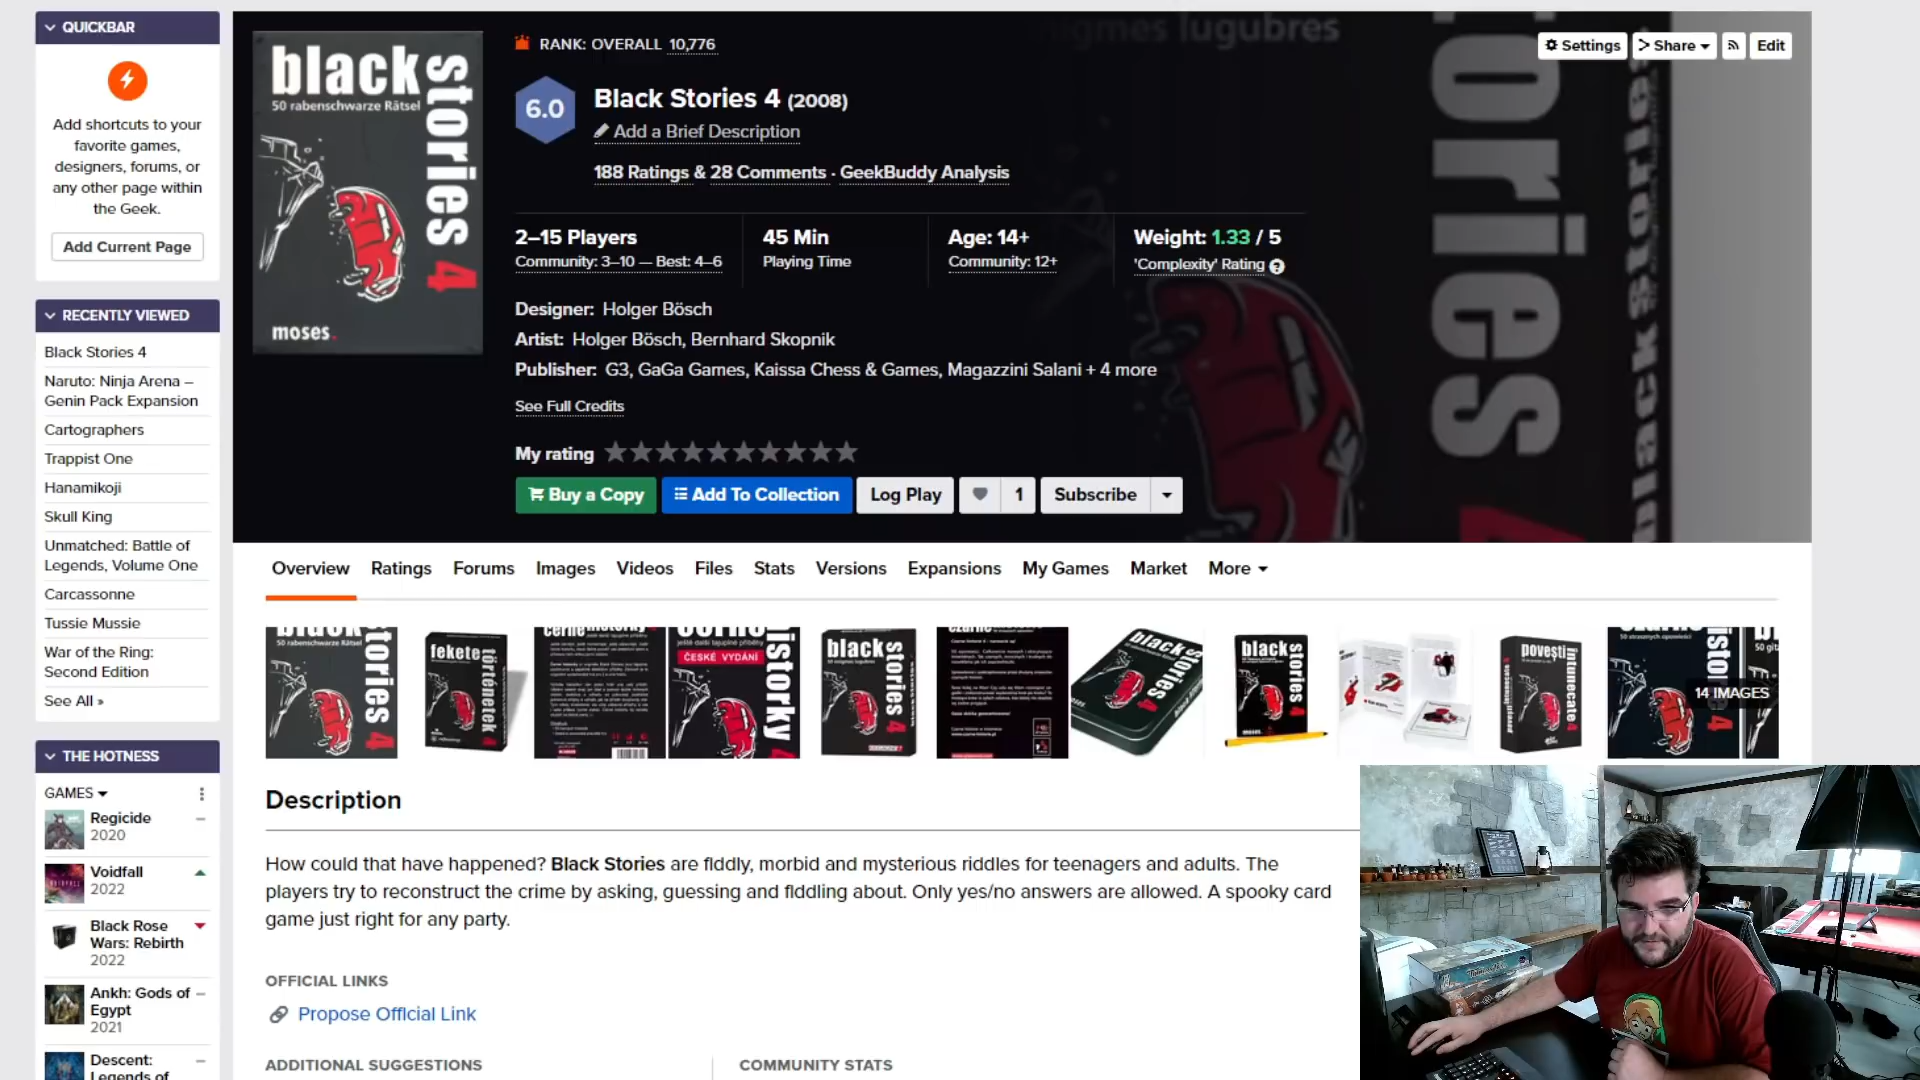 QUICKBAR
Add shortcuts to your
favorite games,
designers, forums, or
any other page within
the Geek.
Add Current Page
RECENTLY VIEWED
Black Stories 4
Naruto: Ninja Arena –
Genin Pack Expansion
Cartographers
Trappist One
Hanamikoji
Skull King
Unmatched: Battle of
Legends, Volume One
Carcassonne
Tussie Mussie
War of the Ring:
Second Edition
See All »
THE HOTNESS
GAMES
Regicide
2020
Voidfall
2022
Black Rose
Wars: Rebirth
2022
Ankh: Gods of
Egypt
2021
Descent:
Legends of
black
stories 4
50 rabenschwarze Rätsel
moses.
enigmes lugubres
RANK: OVERALL 10,776
Settings
Share
Edit
6.0
Black Stories 4 (2008)
Add a Brief Description
188 Ratings & 28 Comments · GeekBuddy Analysis
2–15 Players
Community: 3–10 — Best: 4–6
45 Min
Playing Time
Age: 14+
Community: 12+
Weight: 1.33 / 5
'Complexity' Rating
Designer: Holger Bösch
Artist: Holger Bösch, Bernhard Skopnik
Publisher: G3, GaGa Games, Kaissa Chess & Games, Magazzini Salani + 4 more
See Full Credits
My rating
Buy a Copy
Add To Collection
Log Play
1
Subscribe
Overview
Ratings
Forums
Images
Videos
Files
Stats
Versions
Expansions
My Games
Market
More
14 IMAGES
Description
How could that have happened? Black Stories are fiddly, morbid and mysterious riddles for teenagers and adults. The
players try to reconstruct the crime by asking, guessing and fiddling about. Only yes/no answers are allowed. A spooky card
game just right for any party.
OFFICIAL LINKS
Propose Official Link
ADDITIONAL SUGGESTIONS
COMMUNITY STATS